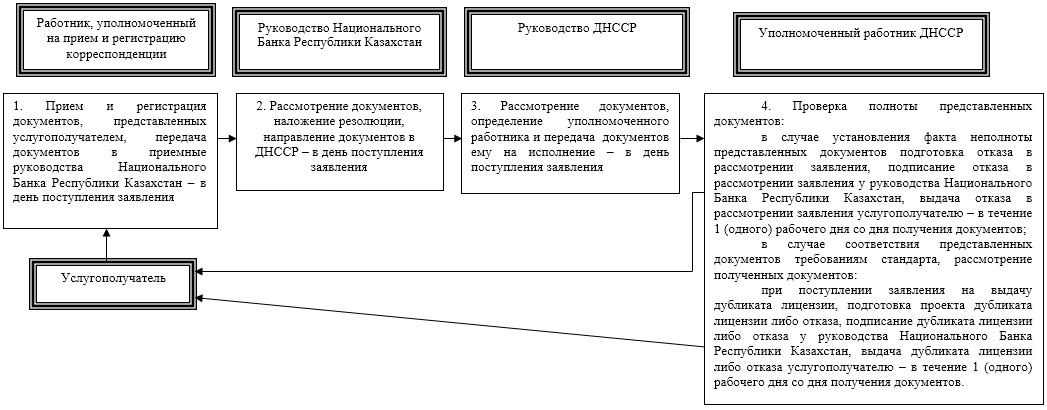 Работник, уполномоченный
на прием и регистрацию
корреспонденции
Руководство Национального
Банка Республики Казахстан
Руководство ДНССР
Уполномоченный работник ДНССР
1. Прием и регистрация
документов, представленных
услугополучателем, передача
документов в приемные
руководства Национального
Банка Республики Казахстан – в
день поступления заявления
2. Рассмотрение документов,
наложение резолюции,
направление документов в
ДНССР – в день поступления
заявления
3. Рассмотрение документов,
определение уполномоченного
работника и передача документов
ему на исполнение – в день
поступления заявления
4. Проверка полноты представленных
документов:
в случае установления факта неполноты
представленных документов подготовка отказа в
рассмотрении заявления, подписание отказа в
рассмотрении заявления у руководства Национального
Банка Республики Казахстан, выдача отказа в
рассмотрении заявления услугополучателю – в течение
1 (одного) рабочего дня со дня получения документов;
в случае соответствия представленных
документов требованиям стандарта, рассмотрение
полученных документов:
при поступлении заявления на выдачу
дубликата лицензии, подготовка проекта дубликата
лицензии либо отказа, подписание дубликата лицензии
либо отказа у руководства Национального Банка
Республики Казахстан, выдача дубликата лицензии
либо отказа услугополучателю – в течение 1 (одного)
рабочего дня со дня получения документов.
Услугополучатель